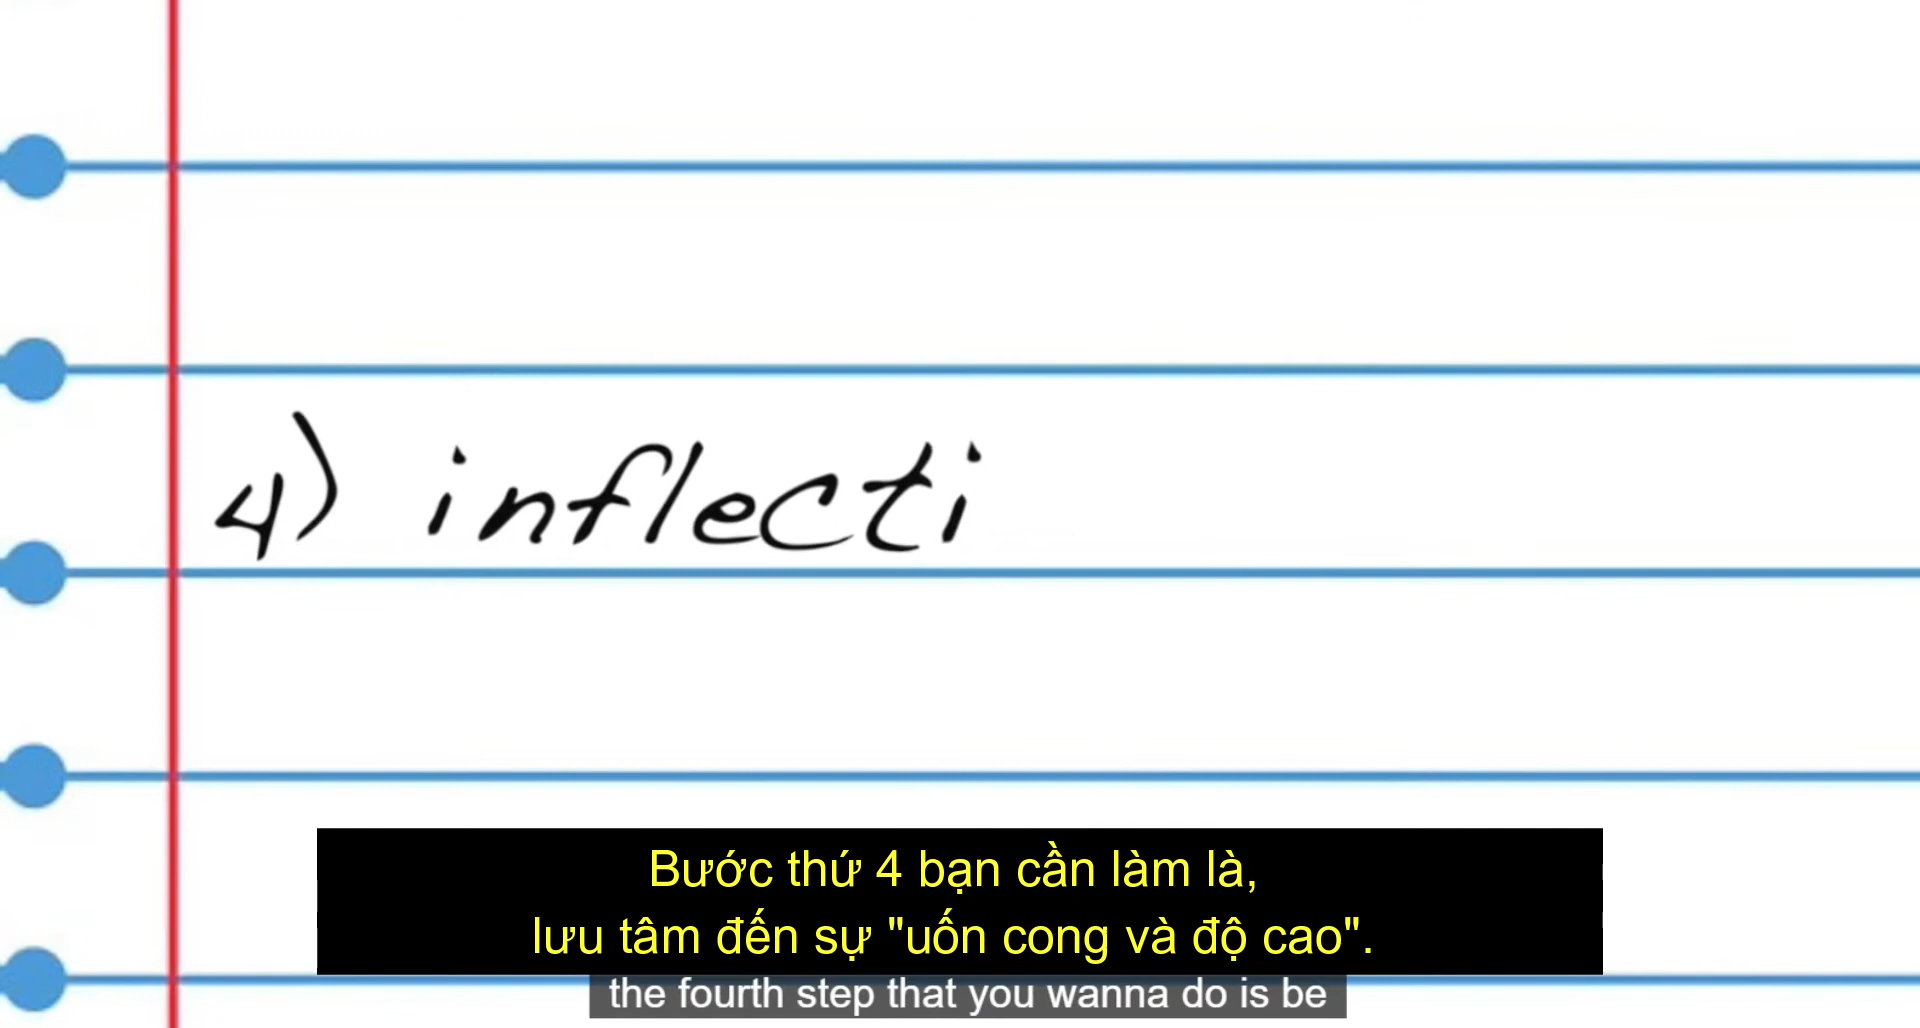 4) inflecti
Bước thứ 4 bạn cần làm là,
lưu tâm đến sự "uốn cong và độ cao".
the fourth step that you wanna do is be